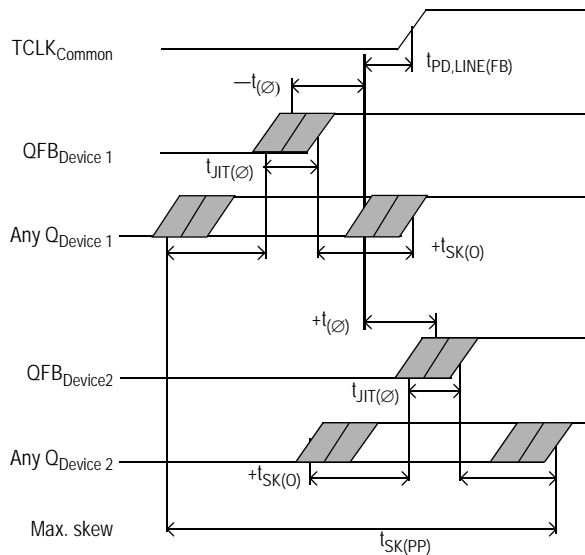 TCLKCommon
tPD,LINE(FB)
—t(∅)
QFBDevice 1
tJIT(∅)
Any QDevice 1
+tSK(O)
+t(∅)
QFBDevice2
tJIT(∅)
Any QDevice 2
+tSK(O)
Max. skew
tSK(PP)